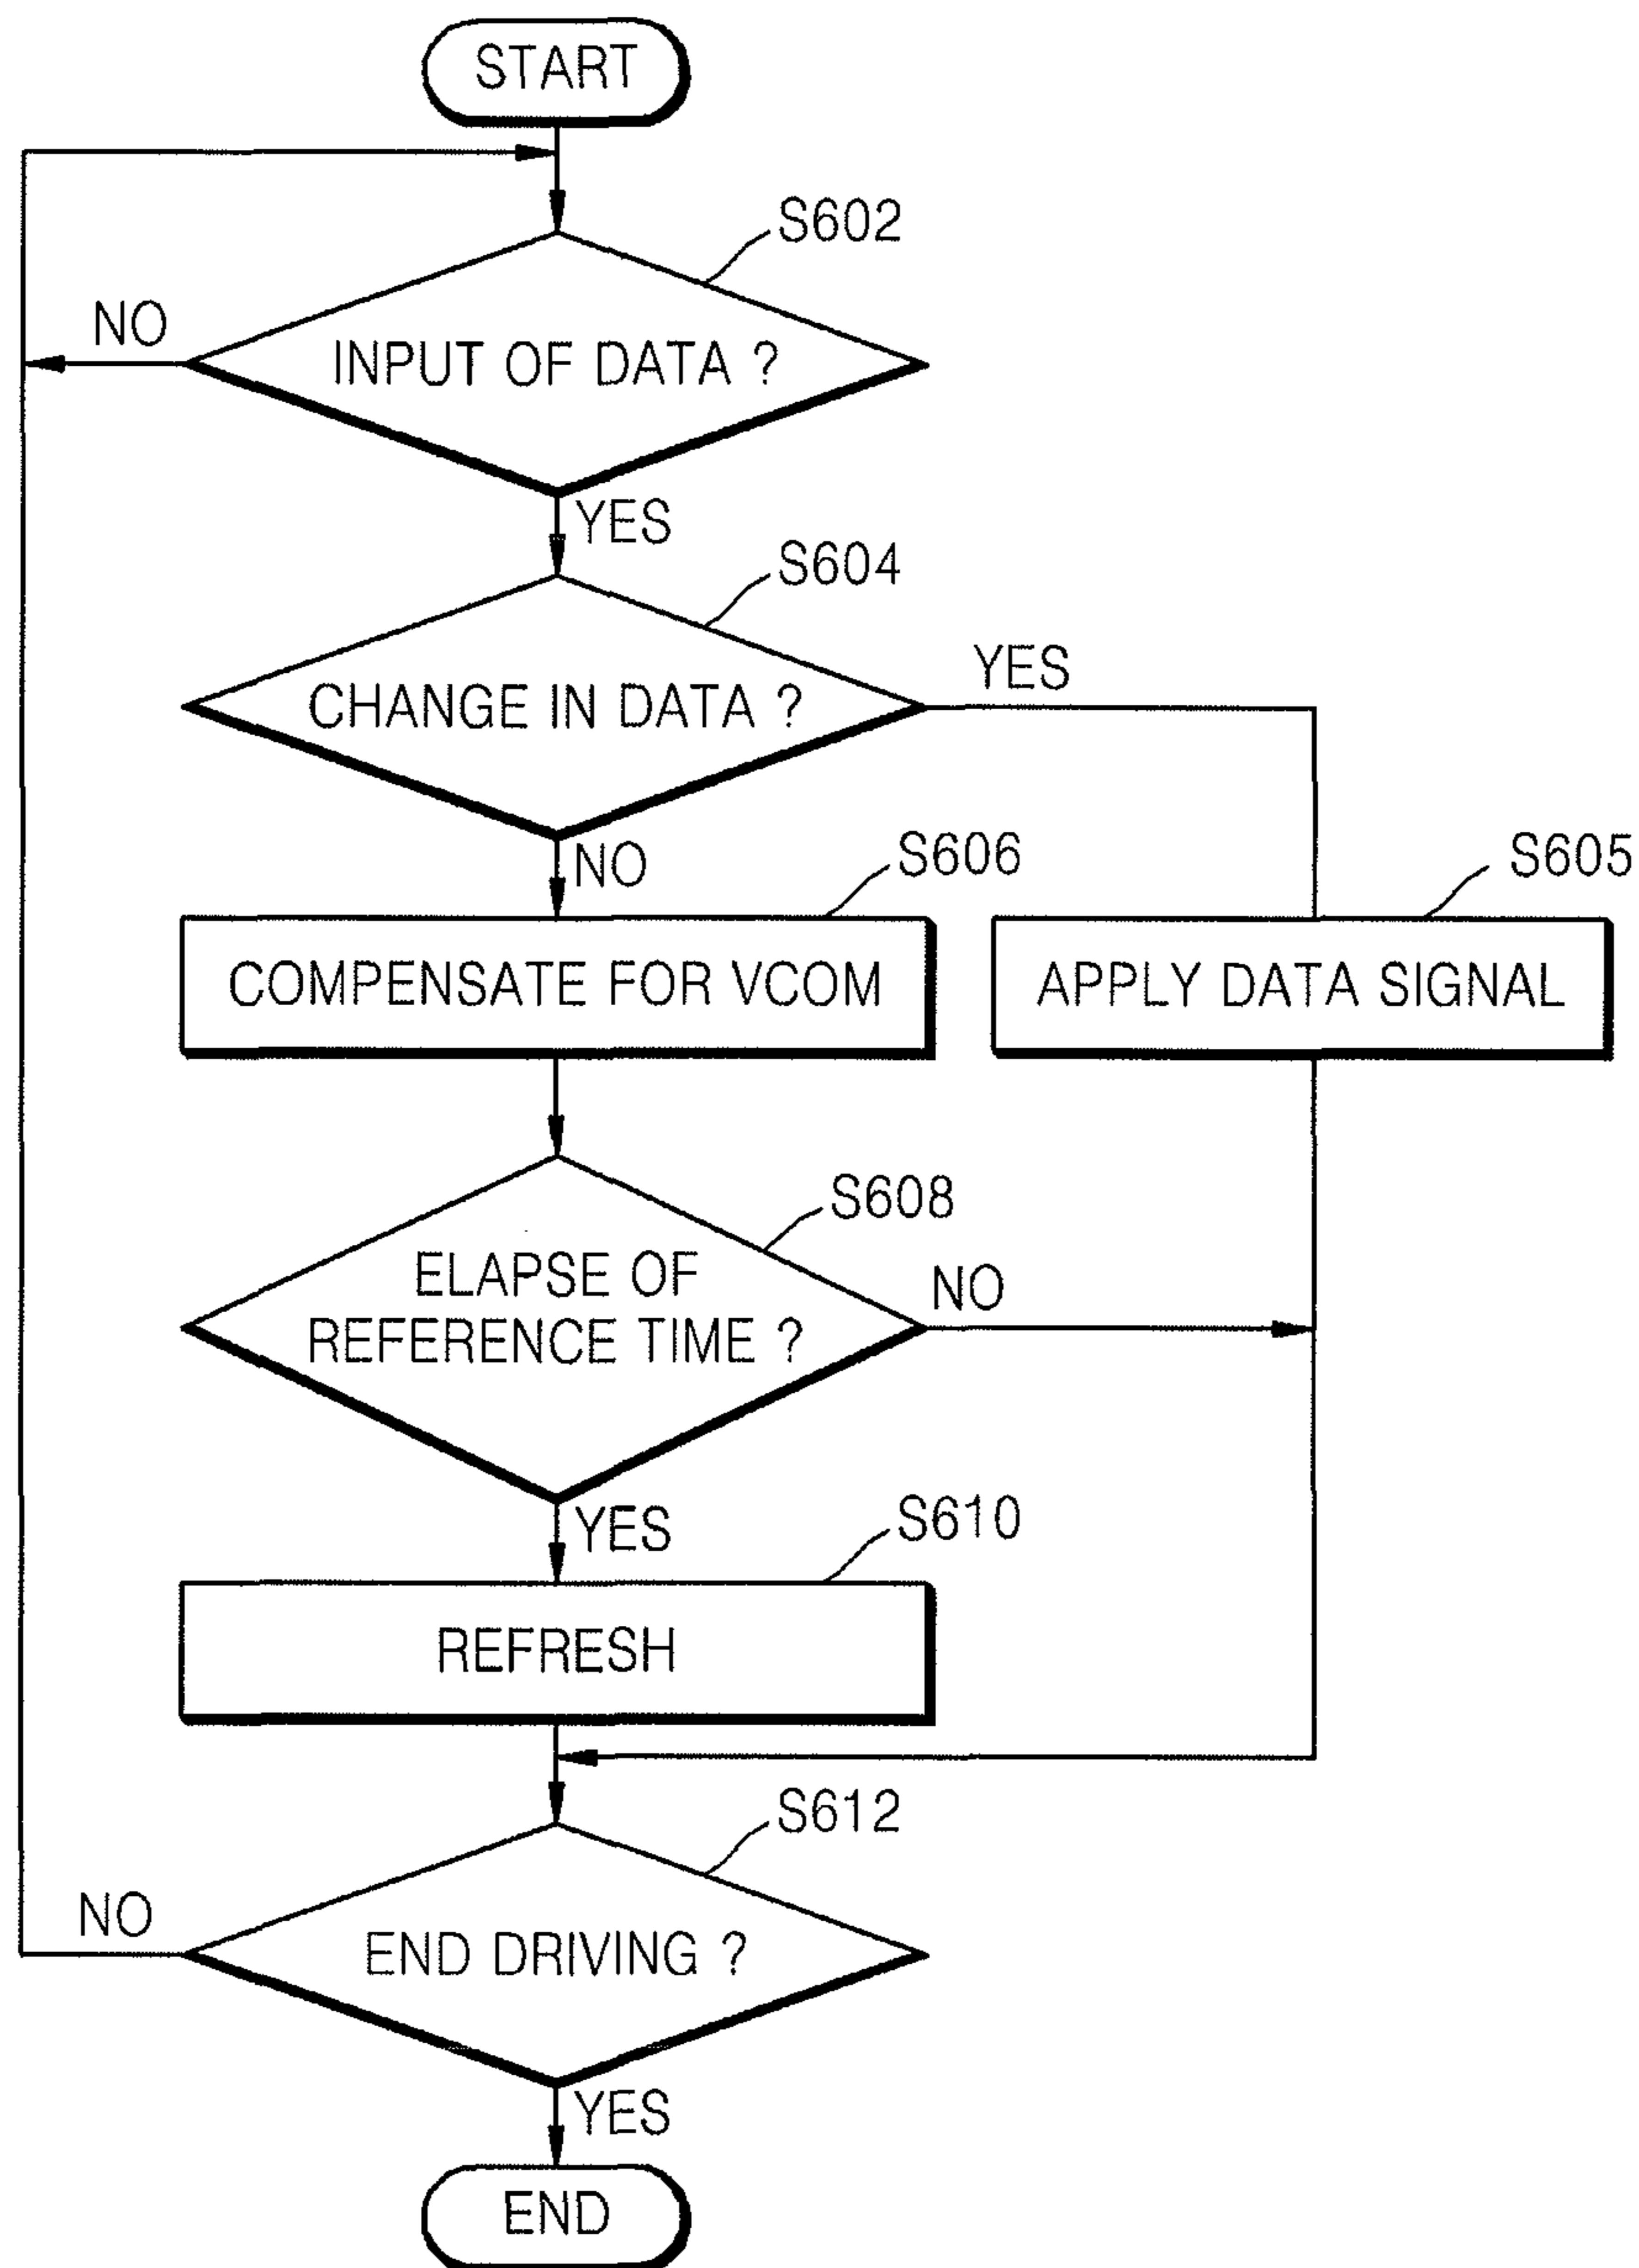 START
S602
NO
INPUT OF DATA ?
YES
S604
YES
CHANGE IN DATA ?
NO
S606
S605
COMPENSATE FOR VCOM
APPLY DATA SIGNAL
S608
ELAPSE OF
REFERENCE TIME ?
NO
YES
S610
REFRESH
S612
NO
END DRIVING ?
YES
END